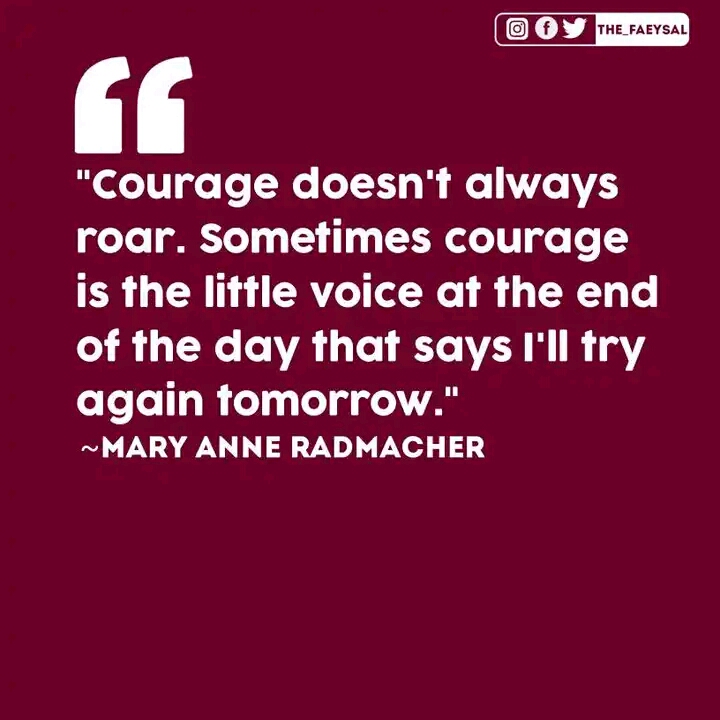 THE_FAEYSAL
"Courage doesn't always
roar. Sometimes courage
is the little voice at the end
of the day that says I'll try
again tomorrow."
~MARY ANNE RADMACHER